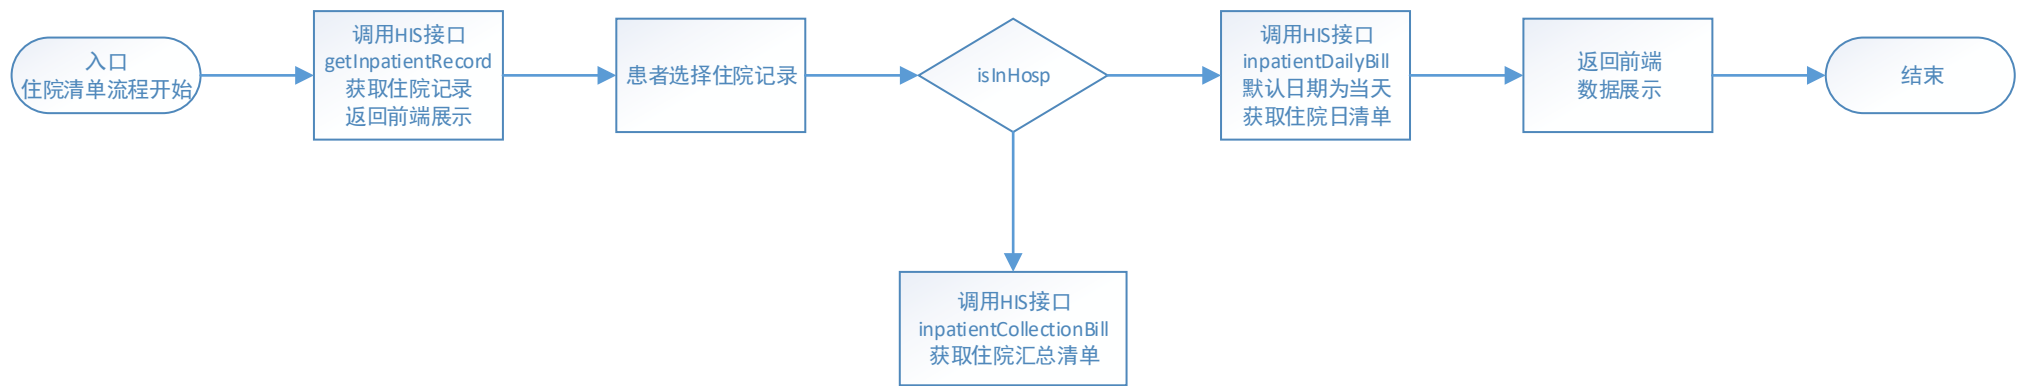 入口
住院清单流程开始
调用HIS接口
getInpatientRecord
获取住院记录
返回前端展示
患者选择住院记录
isInHosp
调用HIS接口
inpatientDailyBill
默认日期为当天
获取住院日清单
返回前端
数据展示
结束
调用HIS接口
inpatientCollectionBill
获取住院汇总清单